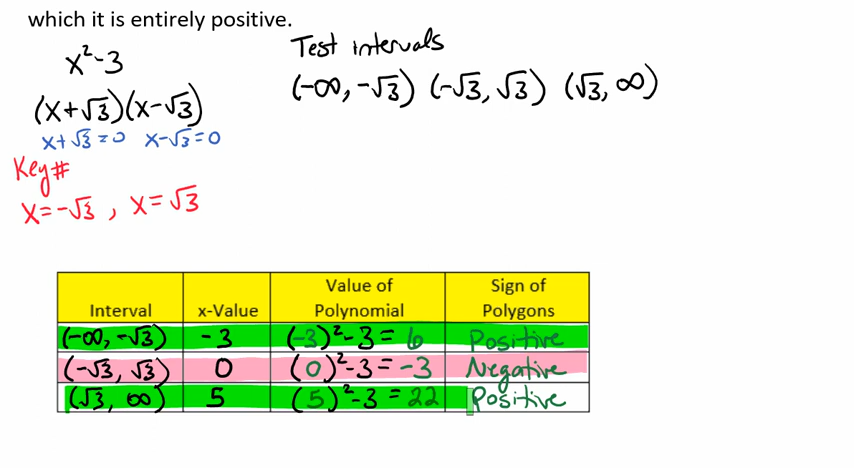 which it is entirely positive.
Test intervals
x²-3
(-∞, -√3) (-√3, √3) (√3, ∞)
(x+√3)(x-√3)
x+√3=0 x-√3=0
Key#
x=-√3, x=√3
Interval x-Value Value of Polynomial Sign of Polygons
(-∞, -√3) -3 (-3)²-3=6 Positive
(-√3, √3) 0 (0)²-3=-3 Negative
(√3, ∞) 5 (5)²-3=22 Positive